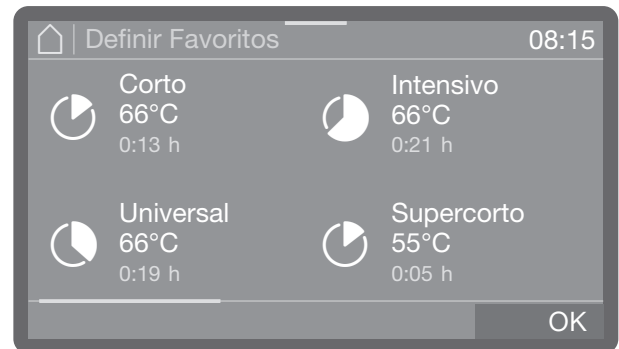 Definir Favoritos 08:15
Corto
66°C
0:13 h
Intensivo
66°C
0:21 h
Universal
66°C
0:19 h
Supercorto
55°C
0:05 h
OK